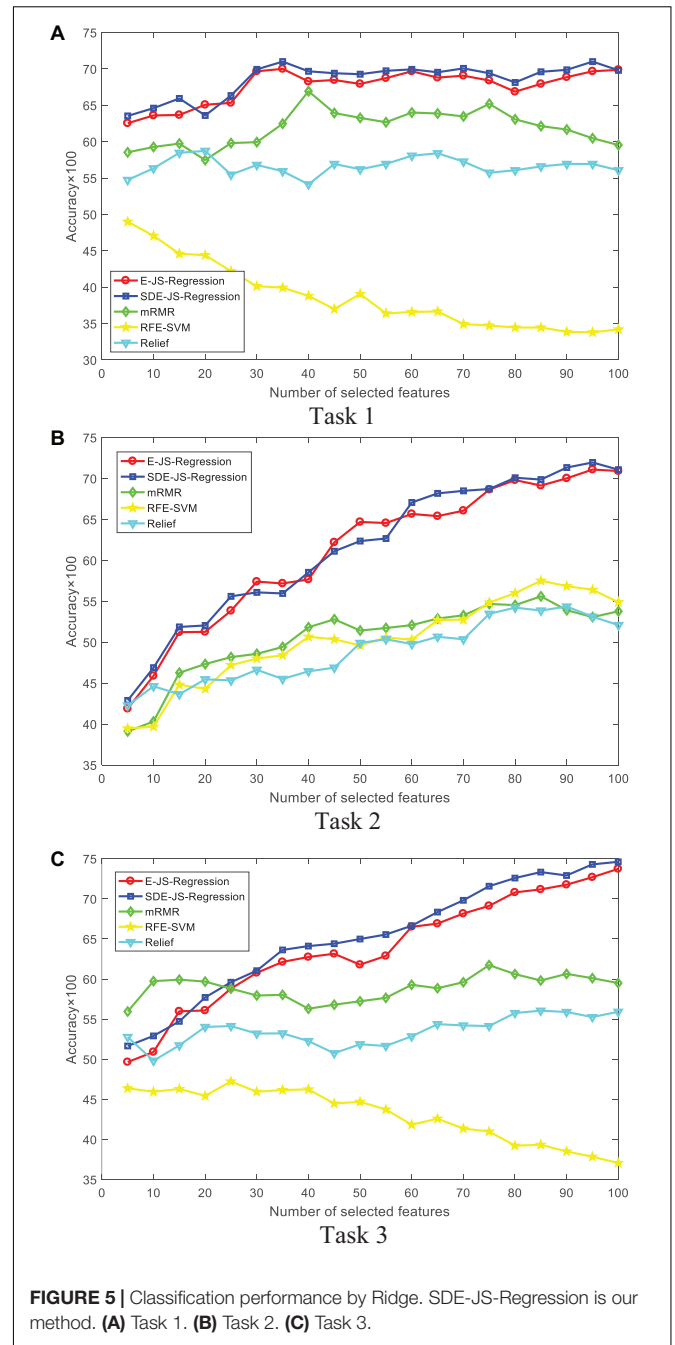 A
75
70
65
60
55
50
45
40
35
30
Accuracy×100
E-JS-Regression
SDE-JS-Regression
mRMR
RFE-SVM
Relief
0 10 20 30 40 50 60 70 80 90 100
Number of selected features
Task 1
B
75
70
65
60
55
50
45
40
35
Accuracy×100
E-JS-Regression
SDE-JS-Regression
mRMR
RFE-SVM
Relief
0 10 20 30 40 50 60 70 80 90 100
Number of selected features
Task 2
C
75
70
65
60
55
50
45
40
35
Accuracy×100
E-JS-Regression
SDE-JS-Regression
mRMR
RFE-SVM
Relief
0 10 20 30 40 50 60 70 80 90 100
Number of selected features
Task 3
FIGURE 5 | Classification performance by Ridge. SDE-JS-Regression is our
method. (A) Task 1. (B) Task 2. (C) Task 3.